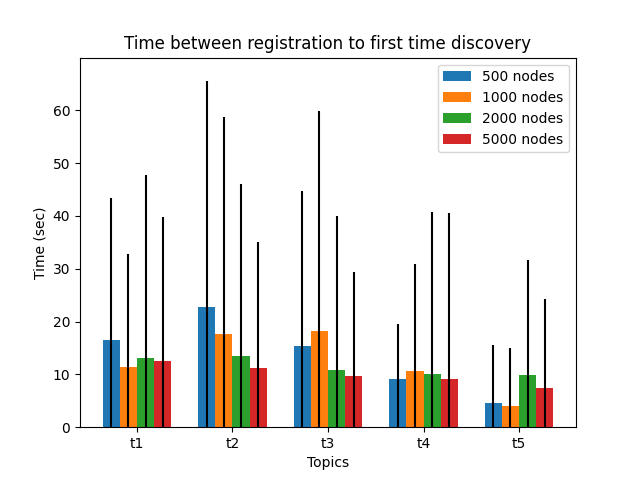 Time between registration to first time discovery
500 nodes
1000 nodes
2000 nodes
5000 nodes
Time (sec)
60
50
40
30
20
10
0
t1 t2 t3 t4 t5
Topics